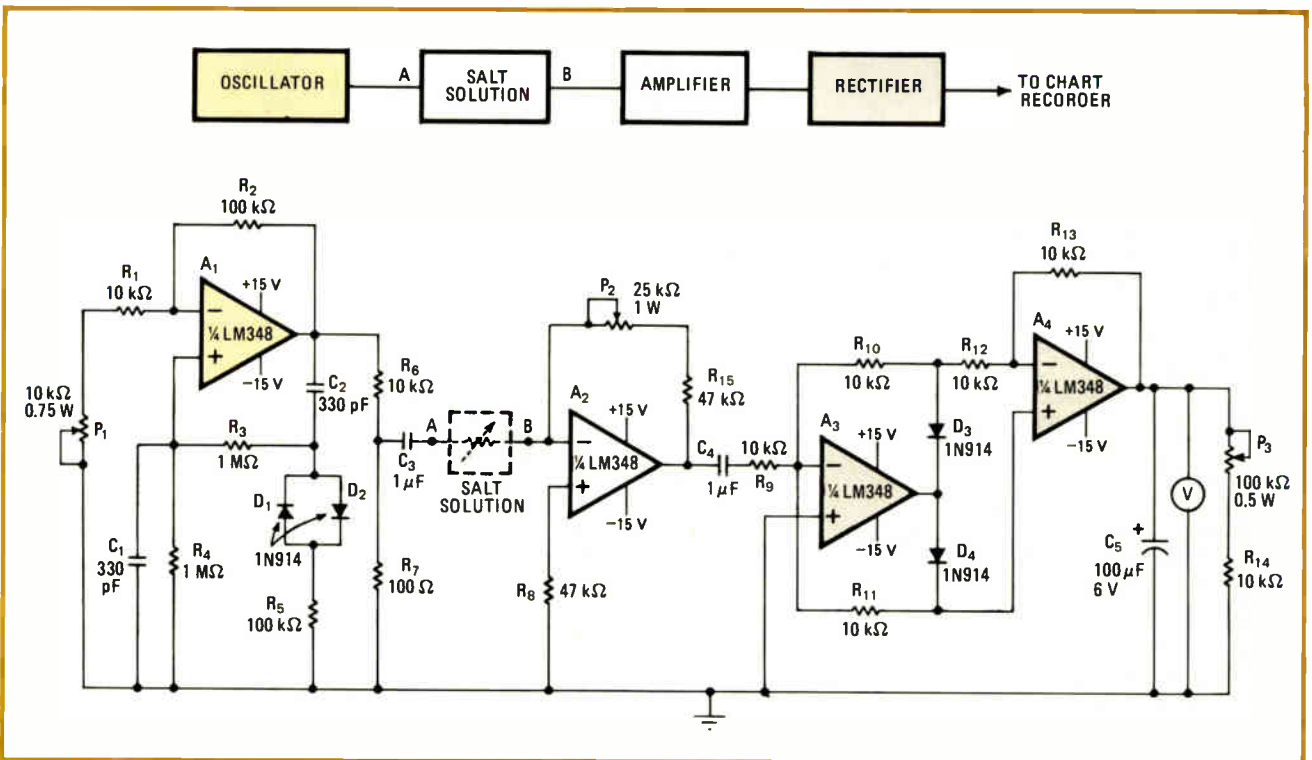 OSCILLATOR
A
SALT
SOLUTION
B
AMPLIFIER
RECTIFIER
TO CHART
RECORDER
R2
100 kΩ
R1
10 kΩ
A1
+15 V
−
¼ LM348
+
−15 V
10 kΩ
0.75 W
P1
C2
330 pF
R3
1 MΩ
C1
330
pF
R4
1 MΩ
D1
D2
1N914
R5
100 kΩ
R6
10 kΩ
R7
100 Ω
C3
1 µF
A
B
SALT
SOLUTION
P2
25 kΩ
1 W
R15
47 kΩ
A2
+15 V
−
¼ LM348
+
−15 V
R8
47 kΩ
C4
1 µF
10 kΩ
R9
R10
10 kΩ
A3
+15 V
−
¼ LM348
+
−15 V
R11
10 kΩ
D3
1N914
D4
1N914
R12
10 kΩ
R13
10 kΩ
A4
+15 V
−
¼ LM348
+
−15 V
+
C5
100 µF
6 V
V
P3
100 kΩ
0.5 W
R14
10 kΩ